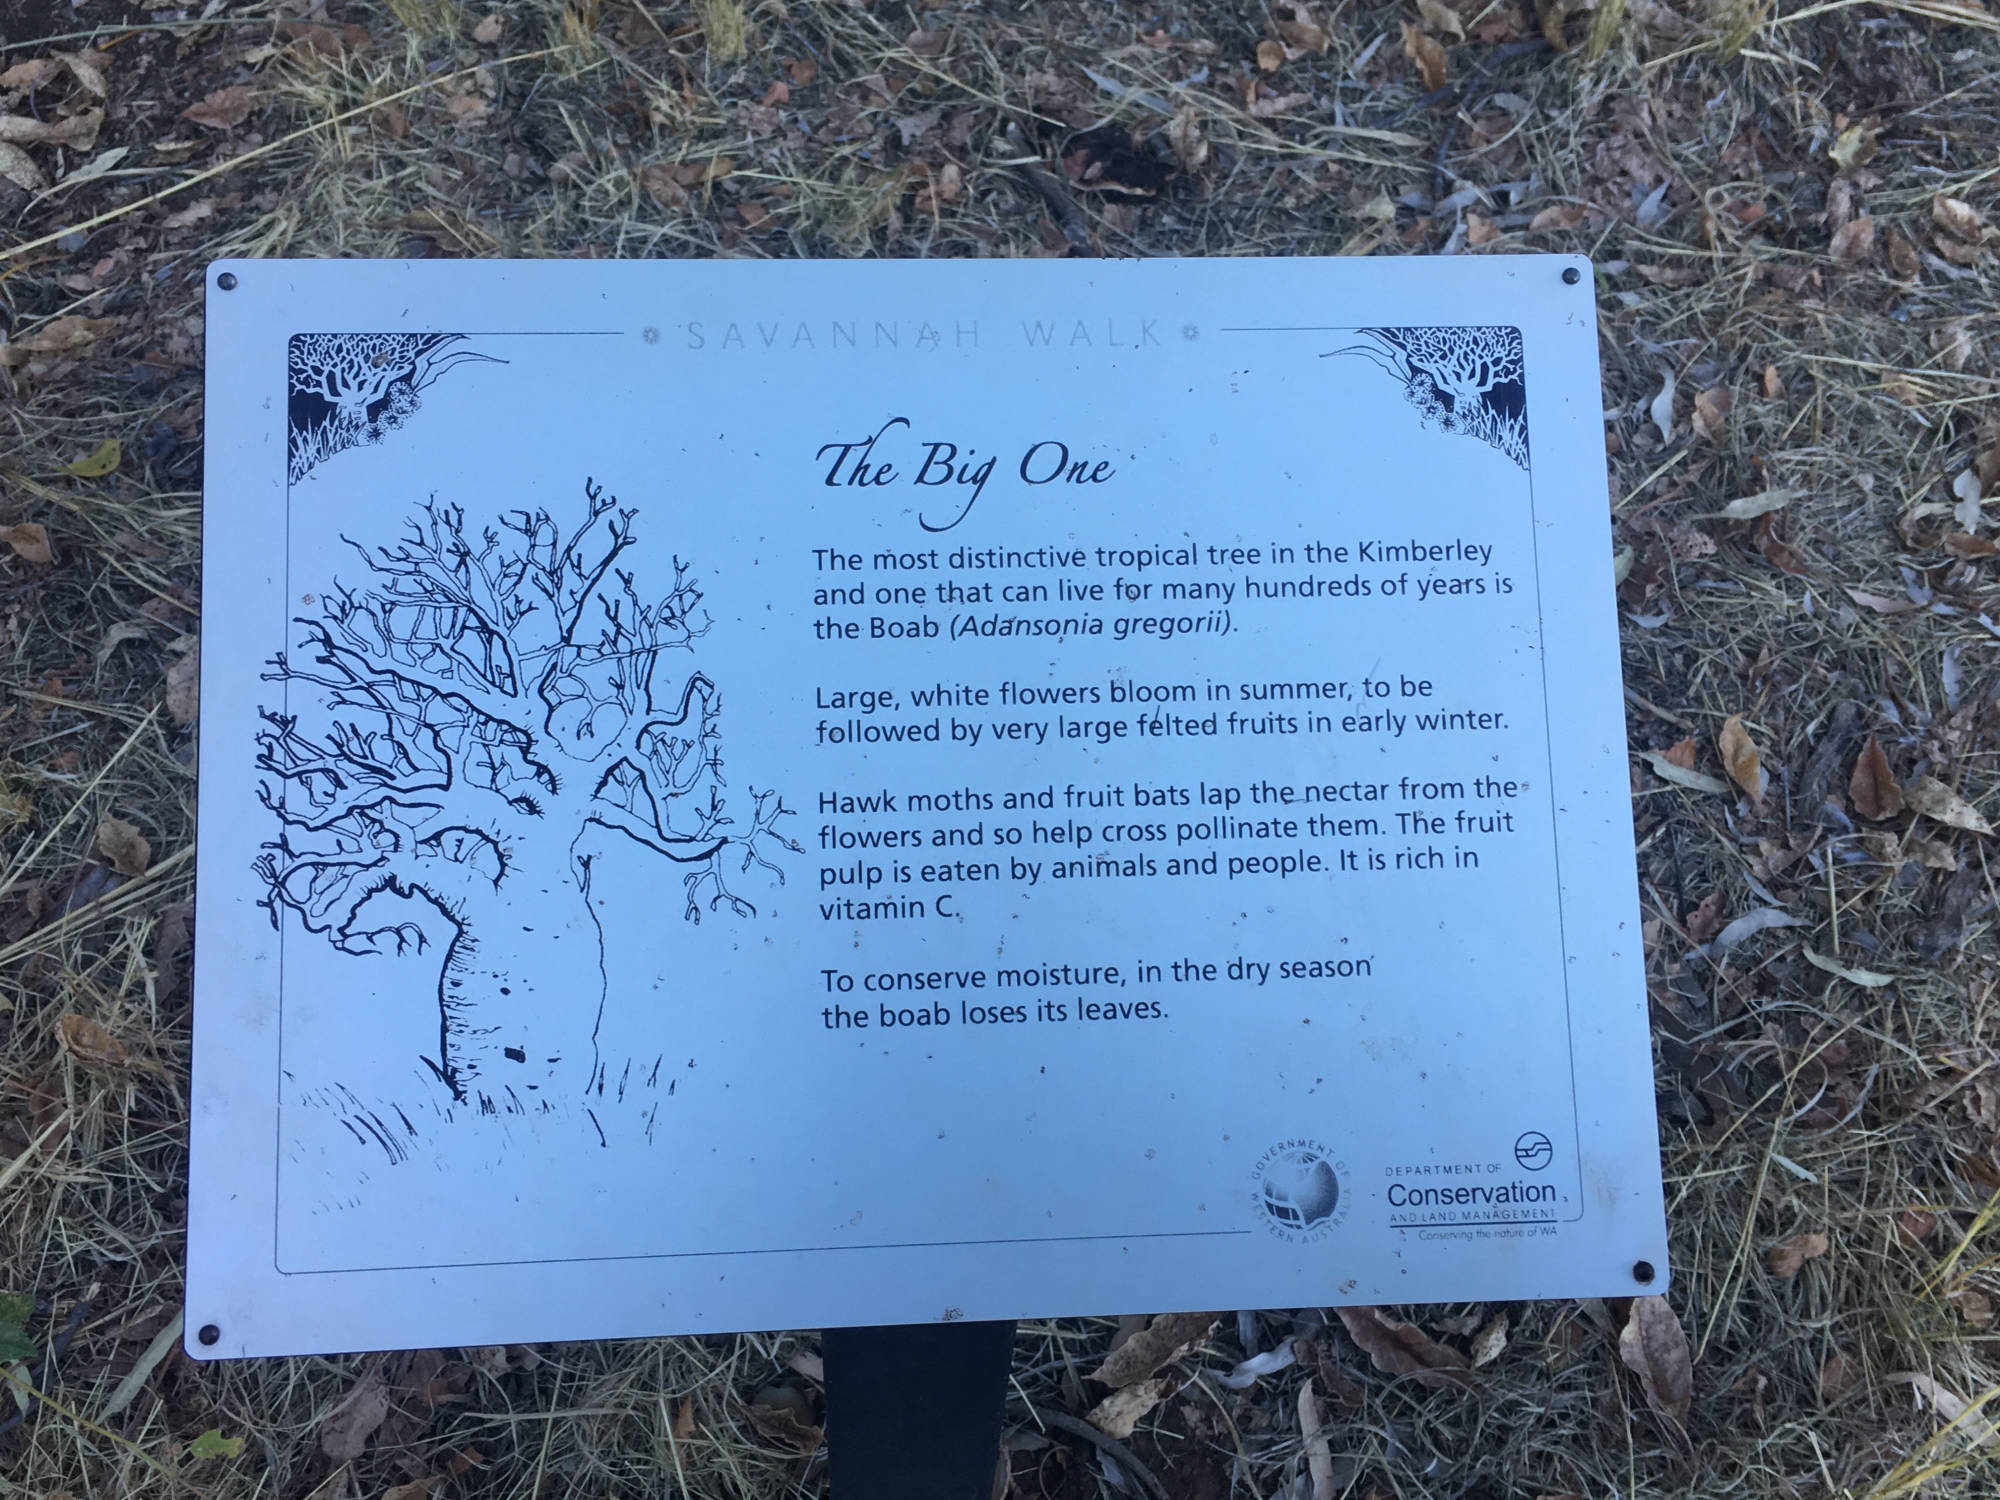 SAVANNAH WALK
The Big One
The most distinctive tropical tree in the Kimberley
and one that can live for many hundreds of years is
the Boab (Adansonia gregorii).
Large, white flowers bloom in summer, to be
followed by very large felted fruits in early winter.
Hawk moths and fruit bats lap the nectar from the
flowers and so help cross pollinate them. The fruit
pulp is eaten by animals and people. It is rich in
vitamin C.
To conserve moisture, in the dry season
the boab loses its leaves.
GOVERNMENT OF
WESTERN AUSTRALIA
DEPARTMENT OF
Conservation
AND LAND MANAGEMENT
Conserving the nature of WA